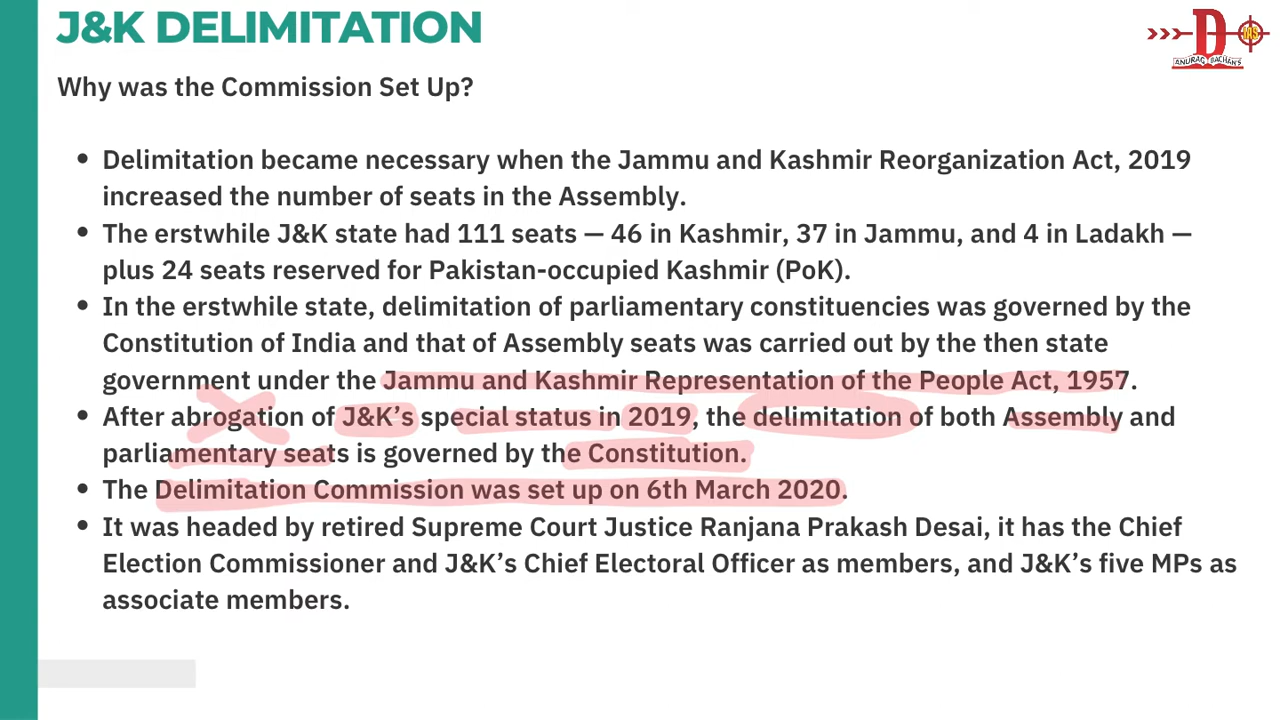 J&K DELIMITATION
D
IAS
ANURAG BACHAN'S
Why was the Commission Set Up?
• Delimitation became necessary when the Jammu and Kashmir Reorganization Act, 2019
increased the number of seats in the Assembly.
• The erstwhile J&K state had 111 seats — 46 in Kashmir, 37 in Jammu, and 4 in Ladakh —
plus 24 seats reserved for Pakistan-occupied Kashmir (PoK).
• In the erstwhile state, delimitation of parliamentary constituencies was governed by the
Constitution of India and that of Assembly seats was carried out by the then state
government under the Jammu and Kashmir Representation of the People Act, 1957.
• After abrogation of J&K’s special status in 2019, the delimitation of both Assembly and
parliamentary seats is governed by the Constitution.
• The Delimitation Commission was set up on 6th March 2020.
• It was headed by retired Supreme Court Justice Ranjana Prakash Desai, it has the Chief
Election Commissioner and J&K’s Chief Electoral Officer as members, and J&K’s five MPs as
associate members.